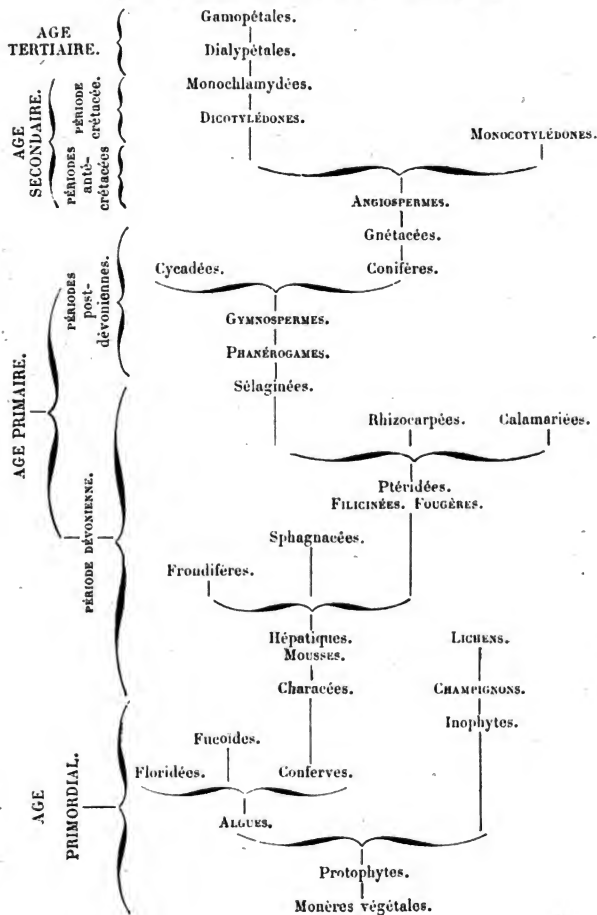 AGE
TERTIAIRE.
AGE
SECONDAIRE.
PÉRIODE
crétacée.
PÉRIODES
anté-
crétacées
Gamopétales.
Dialypétales.
Monochlamydées.
DICOTYLÉDONES.
MONOCOTYLÉDONES.
ANGIOSPERMES.
Gnétacées.
AGE PRIMAIRE.
PÉRIODES
post-
dévoniennes.
Cycadées. Conifères.
GYMNOSPERMES.
PHANÉROGAMES.
Sélaginées.
PÉRIODE DÉVONIENNE.
Rhizocarpées. Calamariées.
Ptéridées.
FILICINÉES. FOUGÈRES.
Sphagnacées.
Frondifères.
Hépatiques.
MOUSSES.
LICHENS.
Characées.
CHAMPIGNONS.
Inophytes.
AGE
PRIMORDIAL.
Fucoïdes.
Floridées. Conferves.
ALGUES.
Protophytes.
Monères végétales.